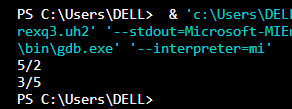 PS C:\Users\DELL>  & 'c:\Users\DELL
rexq3.uh2' '--stdout=Microsoft-MIEn
\bin\gdb.exe' '--interpreter=mi'
5/2
3/5
PS C:\Users\DELL>